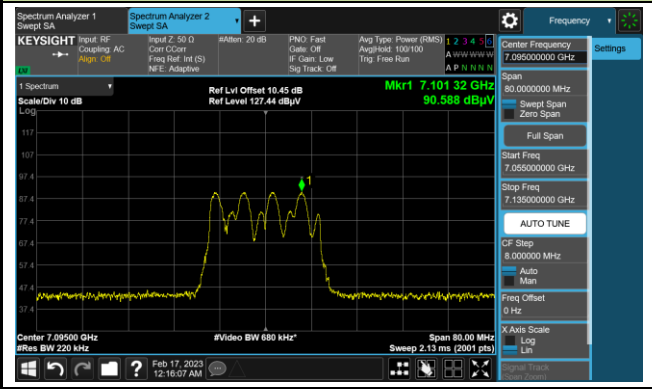 Spectrum Analyzer 1
Swept SA
Spectrum Analyzer 2
Swept SA
Frequency
KEYSIGHT
Input: RF
Coupling: AC
Align: Off
Input Z: 50 Ω
Corr CCorr
Freq Ref: Int (S)
NFE: Adaptive
#Atten: 20 dB
PNO: Fast
Gate: Off
IF Gain: Low
Sig Track: Off
Avg Type: Power (RMS)
Avg|Hold: 100/100
Trig: Free Run
1 2 3 4 5 6
A W W W W W
A P N N N N
LXI
Center Frequency
7.095000000 GHz
Settings
Span
80.0000000 MHz
Swept Span
Zero Span
Full Span
Start Freq
7.055000000 GHz
Stop Freq
7.135000000 GHz
AUTO TUNE
CF Step
8.000000 MHz
Auto
Man
Freq Offset
0 Hz
X Axis Scale
Log
Lin
Signal Track
(Span Zoom)
1 Spectrum
Scale/Div 10 dB
Ref Lvl Offset 10.45 dB
Ref Level 127.44 dBµV
Mkr1 7.101 32 GHz
90.588 dBµV
Log
117
107
97.4
87.4
77.4
67.4
57.4
47.4
37.4
1
Center 7.09500 GHz
#Res BW 220 kHz
#Video BW 680 kHz*
Span 80.00 MHz
Sweep 2.13 ms (2001 pts)
?
Feb 17, 2023
12:16:07 AM